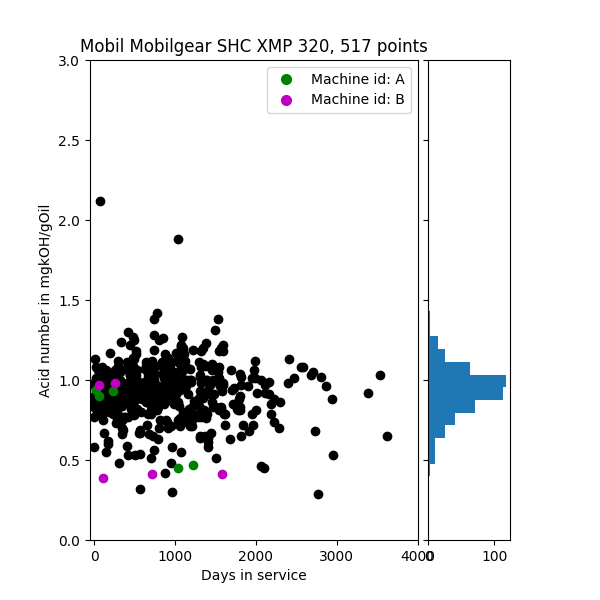 Mobil Mobilgear SHC XMP 320, 517 points
Machine id: A
Machine id: B
Acid number in mgkOH/gOil
3.0
2.5
2.0
1.5
1.0
0.5
0.0
0 1000 2000 3000 4000
0 100
Days in service